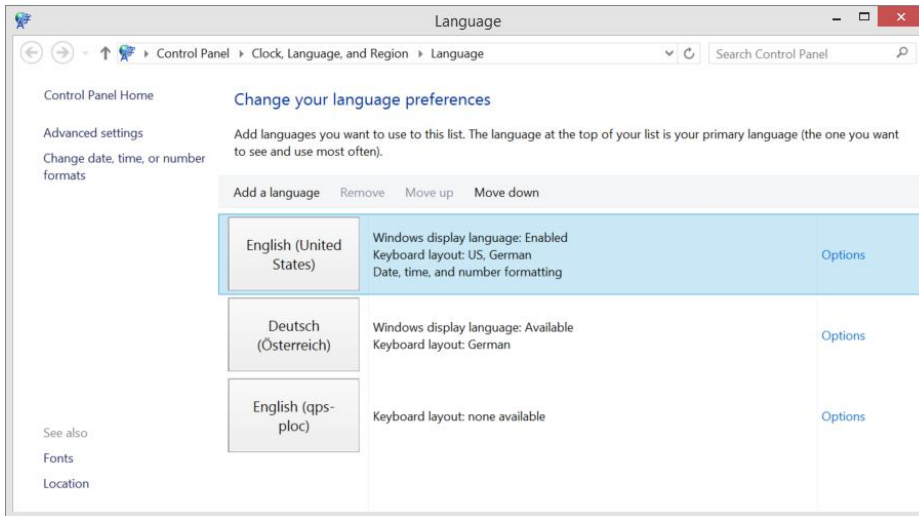 Language
Control Panel
Clock, Language, and Region
Language
Search Control Panel
Control Panel Home
Advanced settings
Change date, time, or number
formats
See also
Fonts
Location
Change your language preferences
Add languages you want to use to this list. The language at the top of your list is your primary language (the one you want
to see and use most often).
Add a language Remove Move up Move down
English (United
States)
Windows display language: Enabled
Keyboard layout: US, German
Date, time, and number formatting
Options
Deutsch
(Österreich)
Windows display language: Available
Keyboard layout: German
Options
English (qps-
ploc)
Keyboard layout: none available
Options